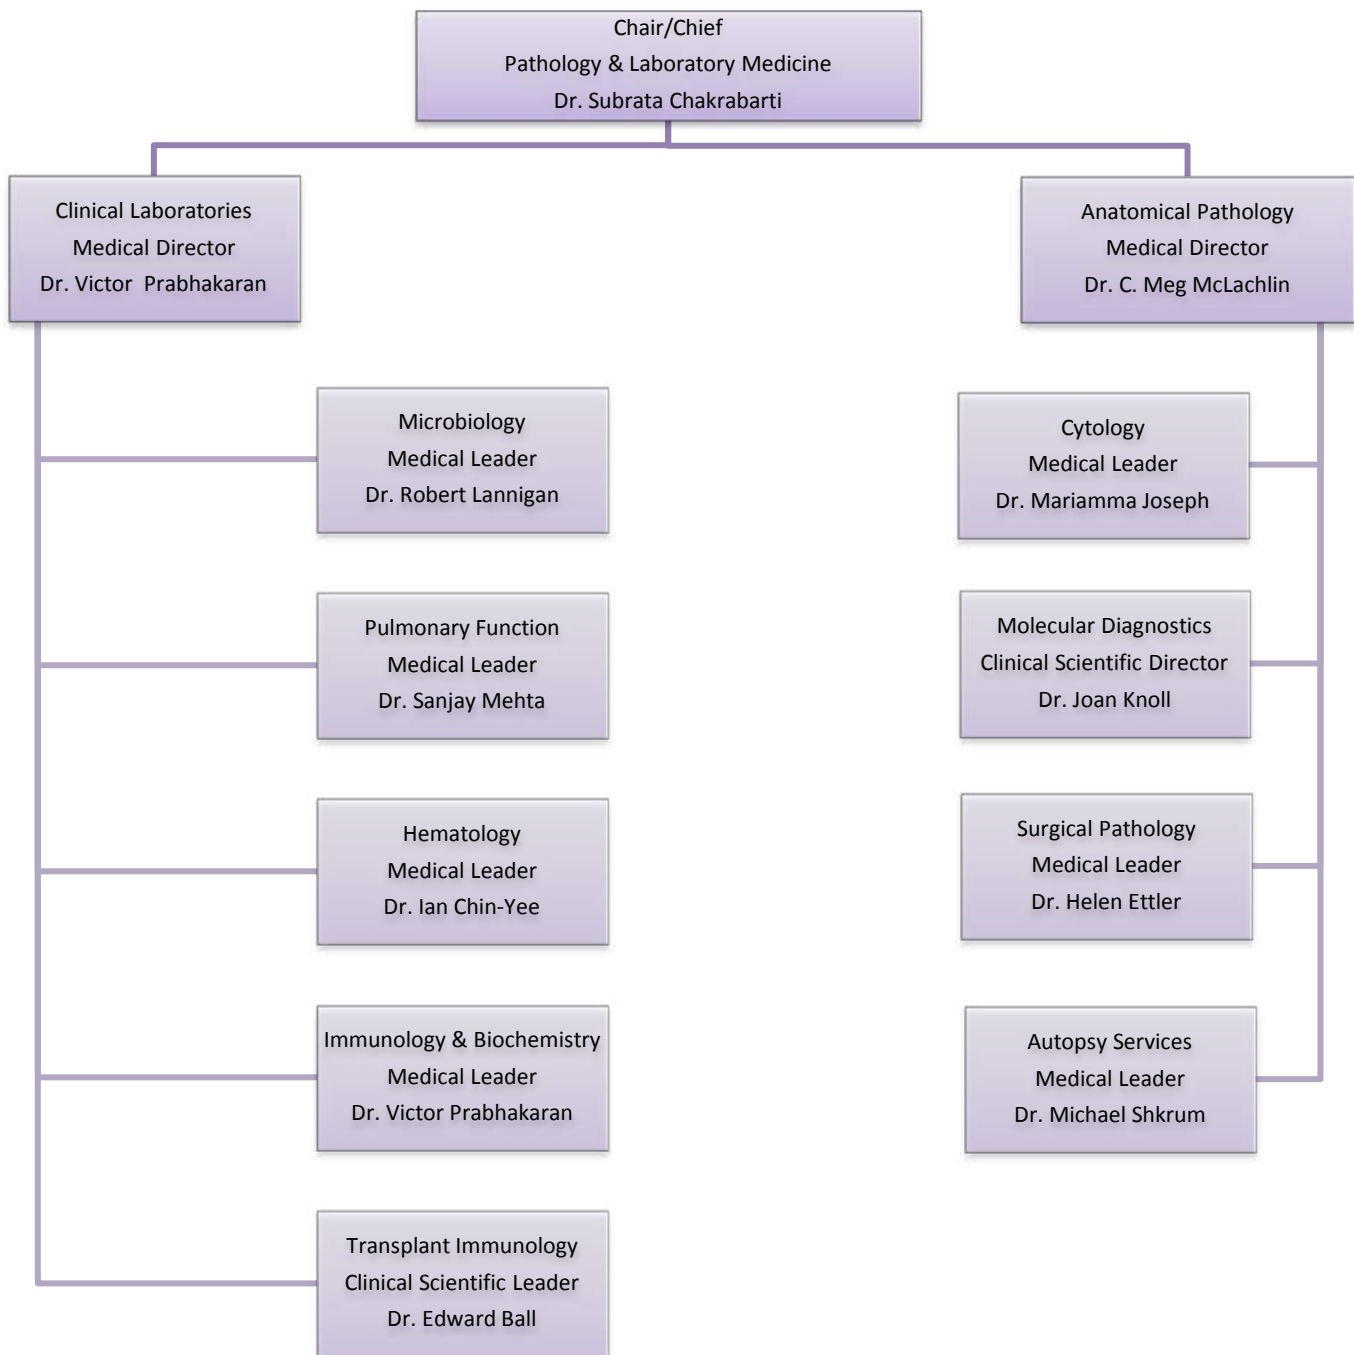 Chair/Chief
Pathology & Laboratory Medicine
Dr. Subrata Chakrabarti
Clinical Laboratories
Medical Director
Dr. Victor  Prabhakaran
Anatomical Pathology
Medical Director
Dr. C. Meg McLachlin
Microbiology
Medical Leader
Dr. Robert Lannigan
Pulmonary Function
Medical Leader
Dr. Sanjay Mehta
Hematology
Medical Leader
Dr. Ian Chin-Yee
Immunology & Biochemistry
Medical Leader
Dr. Victor Prabhakaran
Transplant Immunology
Clinical Scientific Leader
Dr. Edward Ball
Cytology
Medical Leader
Dr. Mariamma Joseph
Molecular Diagnostics
Clinical Scientific Director
Dr. Joan Knoll
Surgical Pathology
Medical Leader
Dr. Helen Ettler
Autopsy Services
Medical Leader
Dr. Michael Shkrum